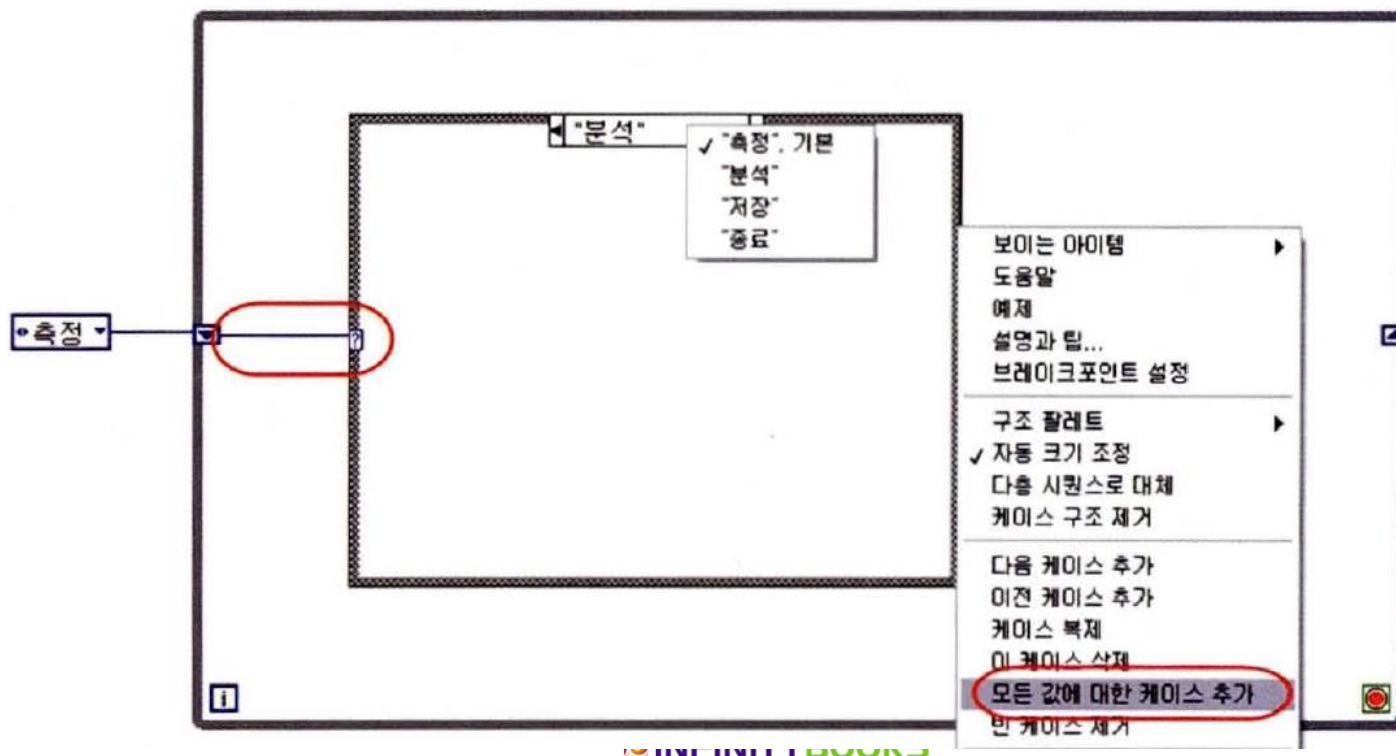 "분석"
✓ "측정", 기본
"분석"
"저장"
"종료"
측정
?
보이는 아이템
도움말
예제
설명과 팁...
브레이크포인트 설정
구조 팔레트
✓ 자동 크기 조정
다층 시퀀스로 대체
케이스 구조 제거
다음 케이스 추가
이전 케이스 추가
케이스 복제
이 케이스 삭제
모든 값에 대한 케이스 추가
빈 케이스 제거
i
INFINITYBOOKS